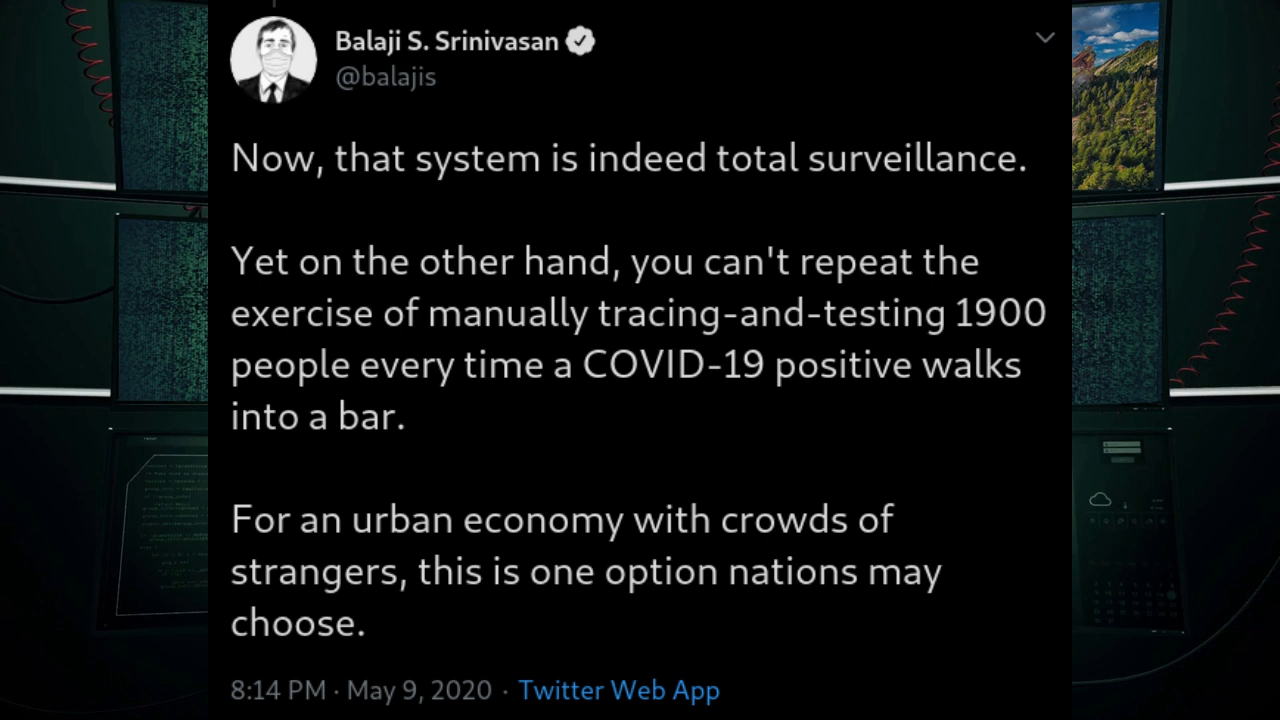 Balaji S. Srinivasan
@balajis
Now, that system is indeed total surveillance.
Yet on the other hand, you can't repeat the
exercise of manually tracing-and-testing 1900
people every time a COVID-19 positive walks
into a bar.
For an urban economy with crowds of
strangers, this is one option nations may
choose.
8:14 PM · May 9, 2020 · Twitter Web App